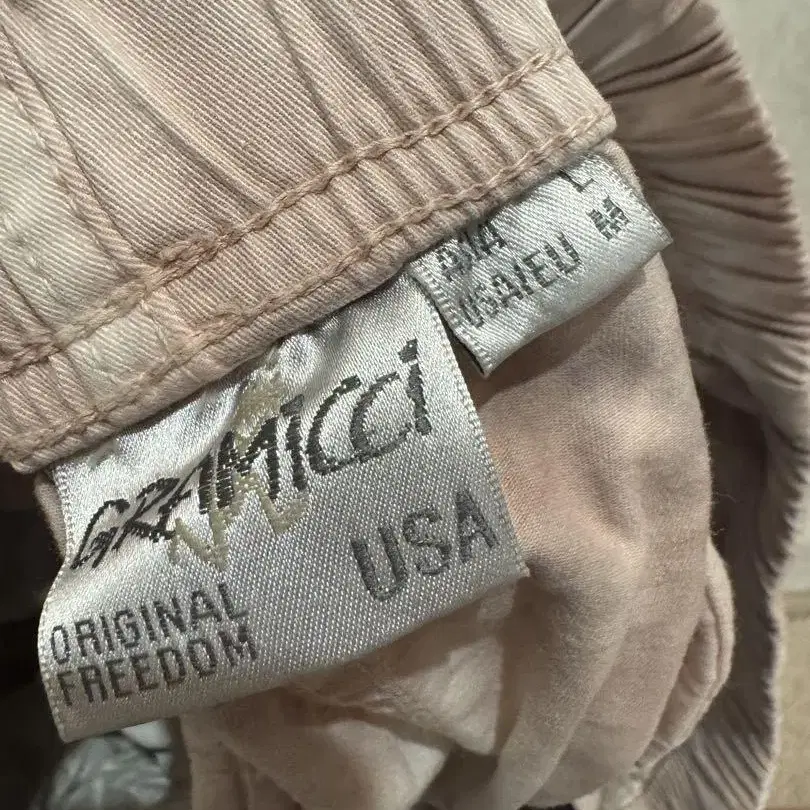 GRAMiCCi
USA
ORIGINAL
FREEDOM
L
USA/EU M